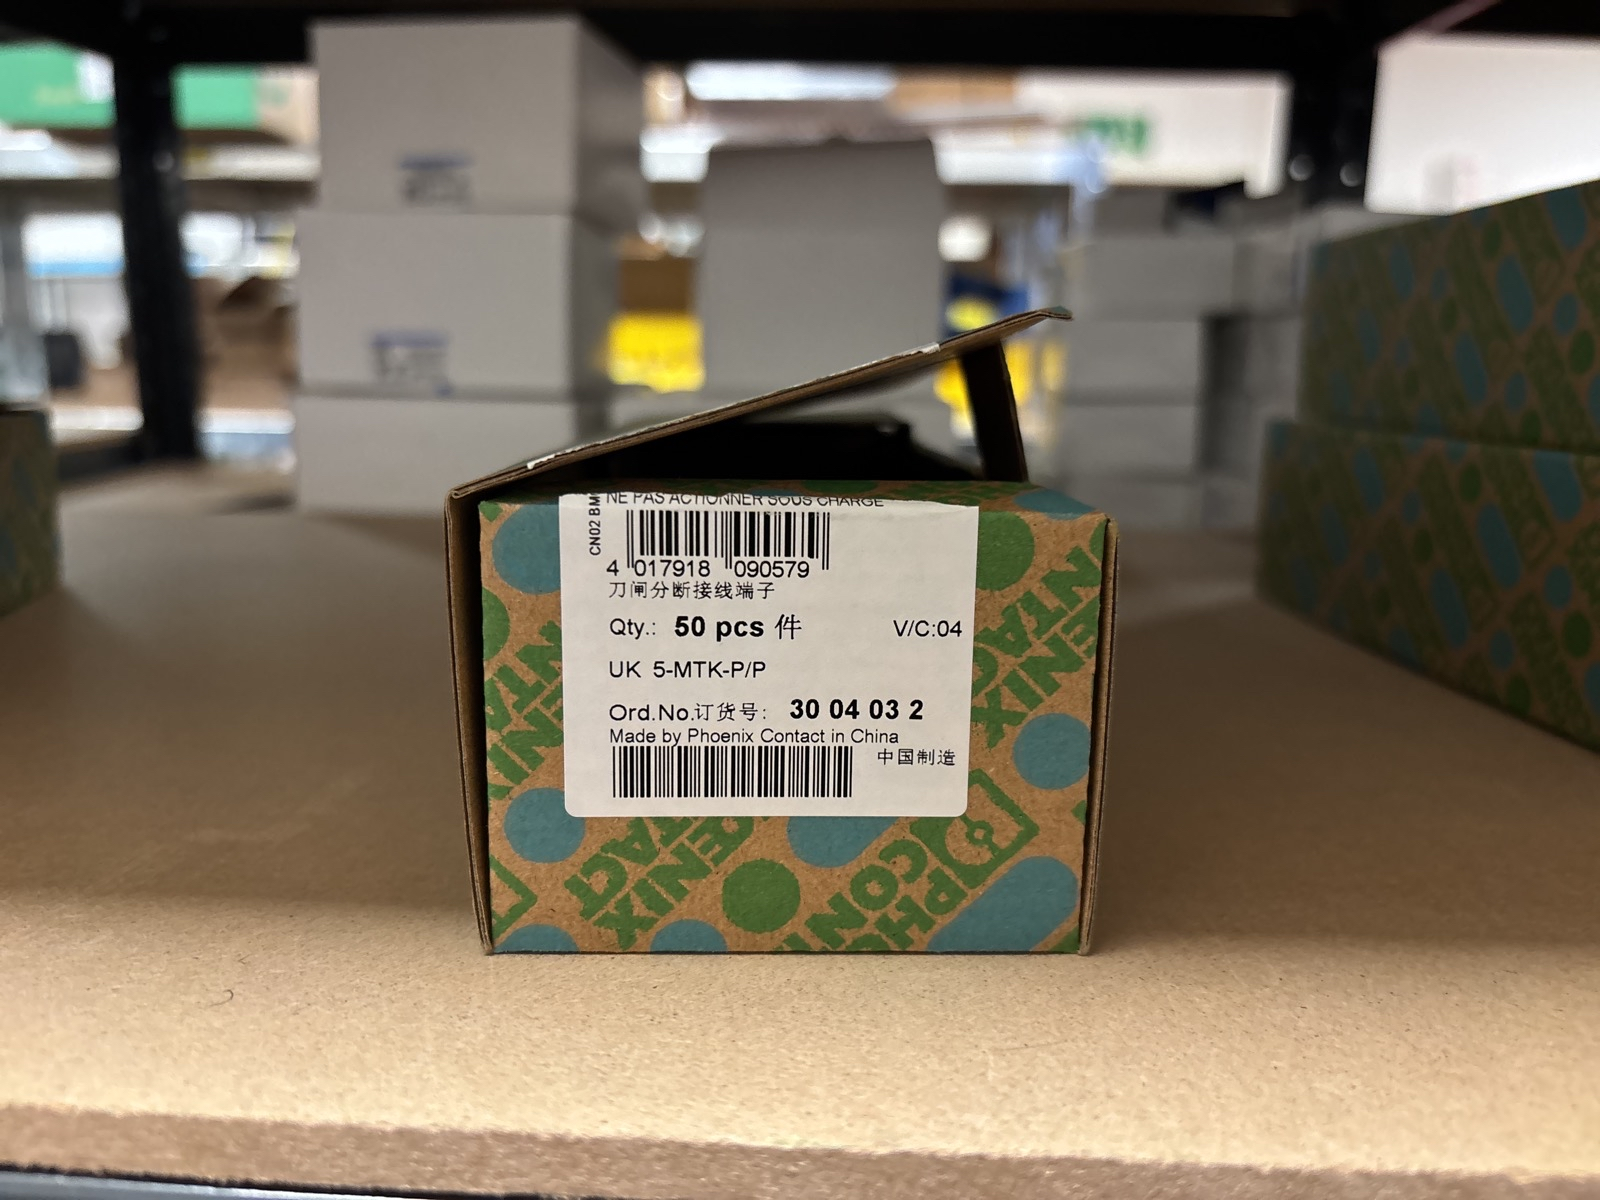 NE PAS ACTIONNER SOUS CHARGE
CN02 BM
4 017918 090579
刀闸分断接线端子
Qty.: 50 pcs 件 V/C:04
UK 5-MTK-P/P
Ord.No.订货号: 30 04 03 2
Made by Phoenix Contact in China
中国制造
PHOENIX
CONTACT